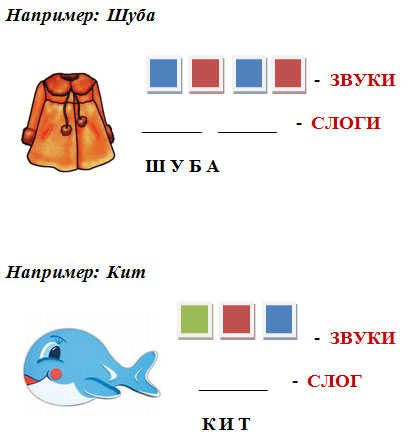 Например: Шуба
- ЗВУКИ
- СЛОГИ
Ш У Б А
Например: Кит
- ЗВУКИ
- СЛОГ
К И Т